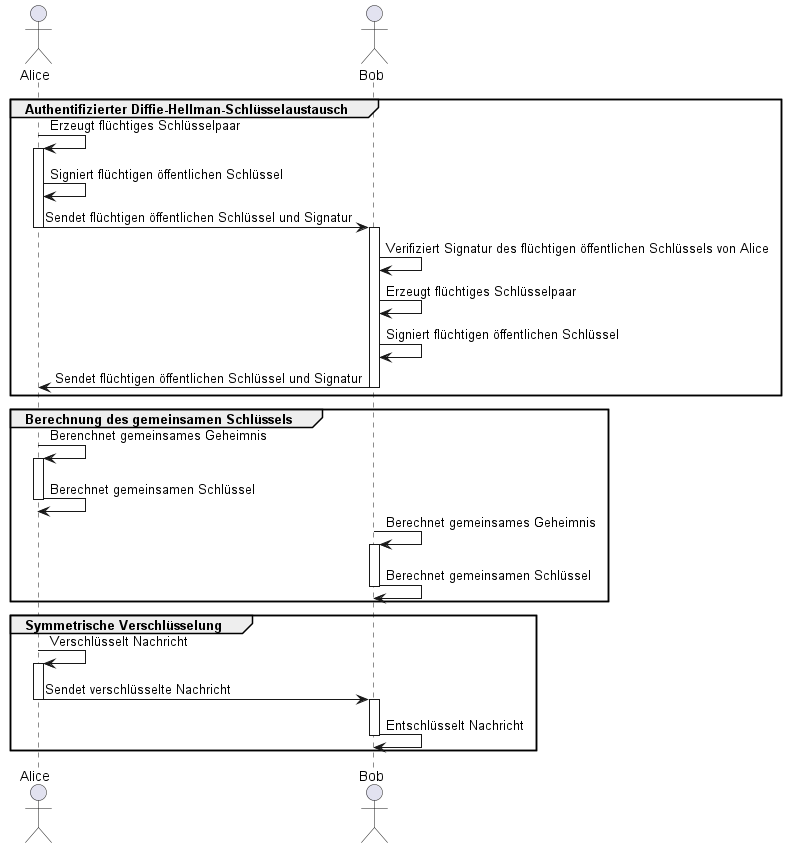 Alice
Bob
Authentifizierter Diffie-Hellman-Schlüsselaustausch
Erzeugt flüchtiges Schlüsselpaar
Signiert flüchtigen öffentlichen Schlüssel
Sendet flüchtigen öffentlichen Schlüssel und Signatur
Verifiziert Signatur des flüchtigen öffentlichen Schlüssels von Alice
Erzeugt flüchtiges Schlüsselpaar
Signiert flüchtigen öffentlichen Schlüssel
Sendet flüchtigen öffentlichen Schlüssel und Signatur
Berechnung des gemeinsamen Schlüssels
Berenchnet gemeinsames Geheimnis
Berechnet gemeinsamen Schlüssel
Berechnet gemeinsames Geheimnis
Berechnet gemeinsamen Schlüssel
Symmetrische Verschlüsselung
Verschlüsselt Nachricht
Sendet verschlüsselte Nachricht
Entschlüsselt Nachricht
Alice
Bob